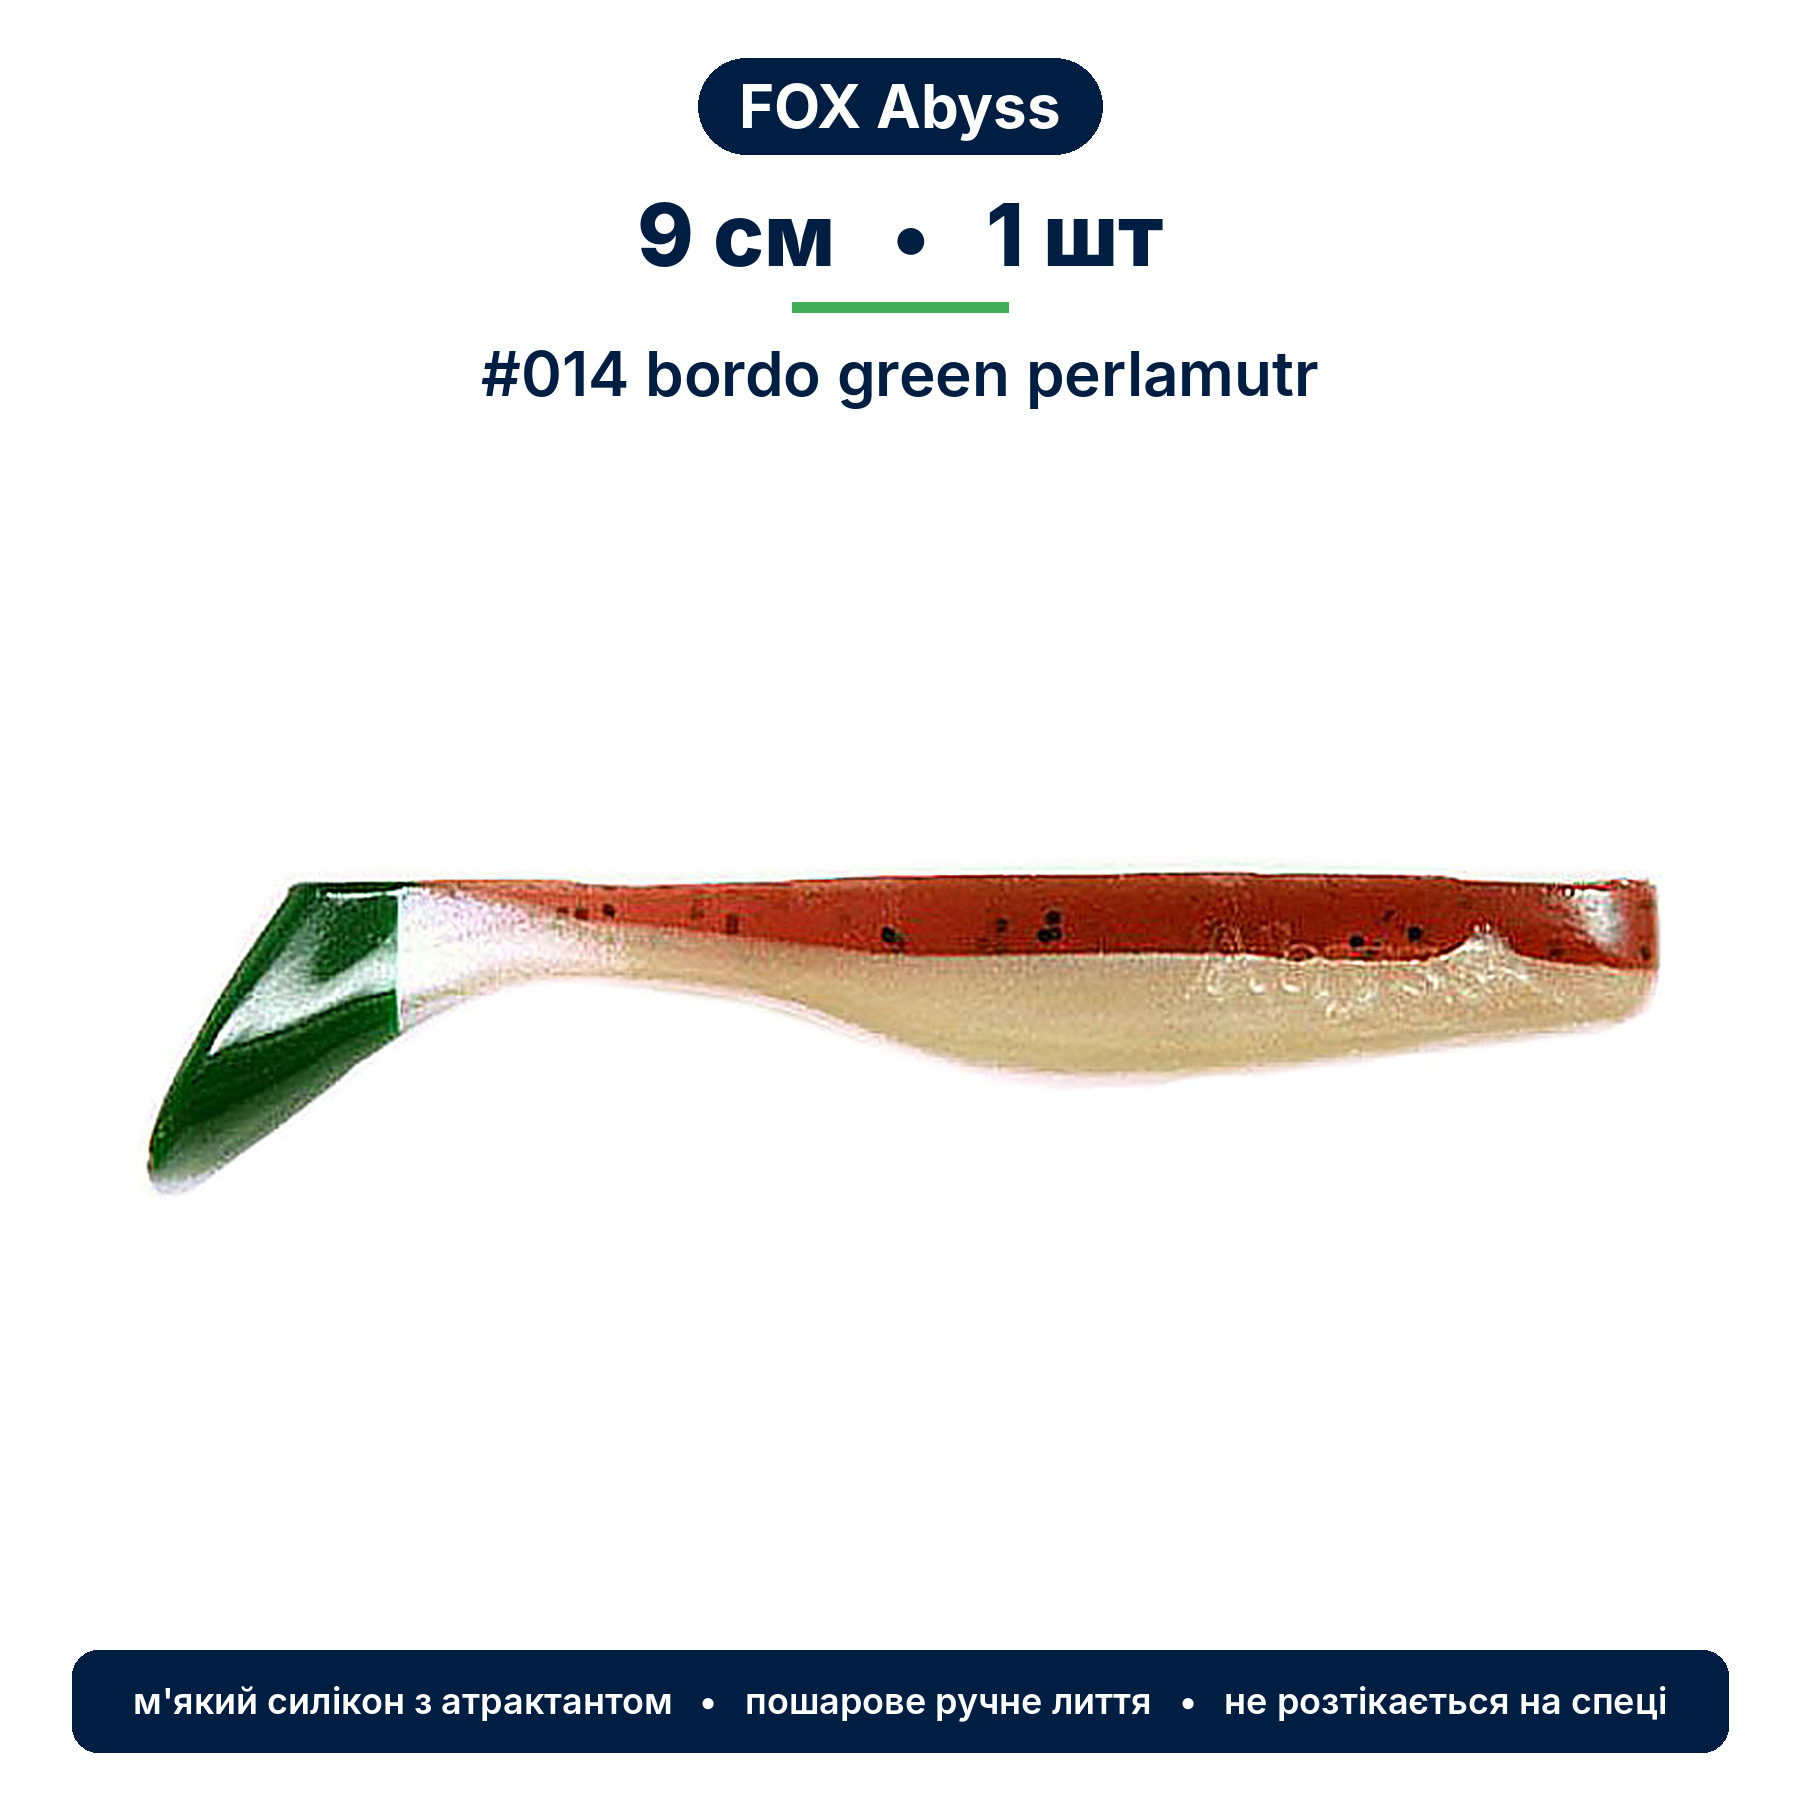 FOX Abyss
9 см • 1 шт
#014 bordo green perlamutr
м'який силікон з атрактантом • пошарове ручне лиття • не розтікається на спеці